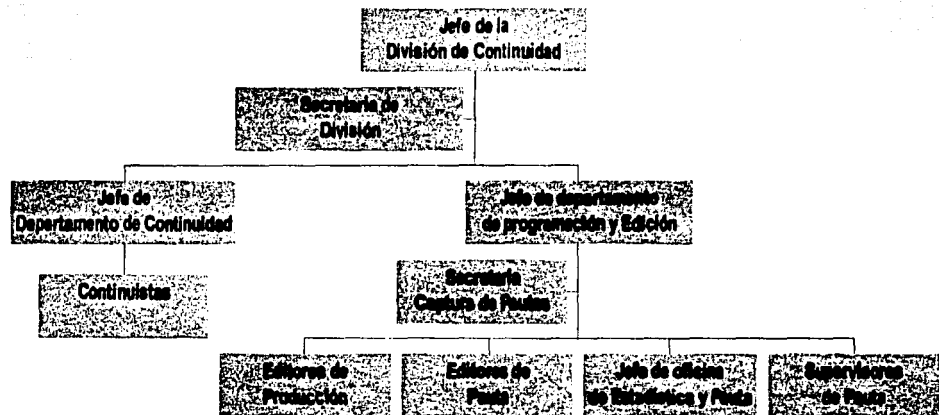 Jefe de la
División de Continuidad
Secretaria de
División
Jefe de
Departamento de Continuidad
Jefe de departamento
de programación y Edición
Continuistas
Secretaria
Captura de Pautas
Editores de
Producción
Editores de
Pauta
Jefe de oficina
de Estadística y Pauta
Supervisores
de Pauta